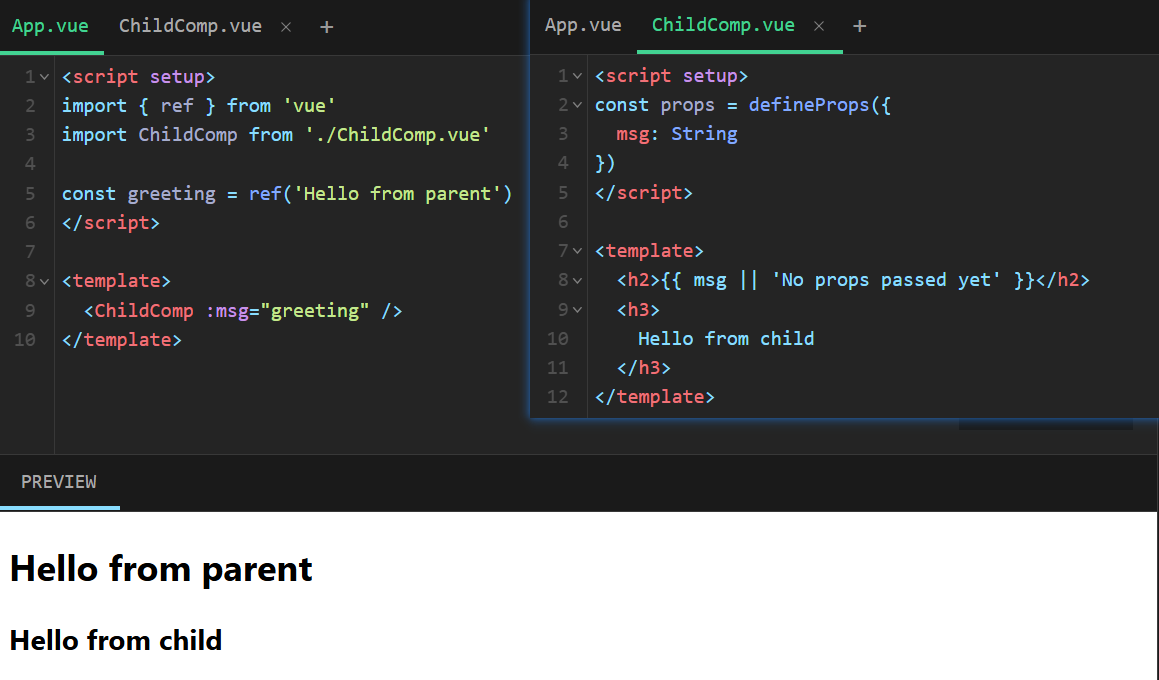 App.vue ChildComp.vue × +
1 <script setup>
2 import { ref } from 'vue'
3 import ChildComp from './ChildComp.vue'
4
5 const greeting = ref('Hello from parent')
6 </script>
7
8 <template>
9   <ChildComp :msg="greeting" />
10 </template>
App.vue ChildComp.vue × +
1 <script setup>
2 const props = defineProps({
3   msg: String
4 })
5 </script>
6
7 <template>
8   <h2>{{ msg || 'No props passed yet' }}</h2>
9   <h3>
10     Hello from child
11   </h3>
12 </template>
PREVIEW
Hello from parent
Hello from child